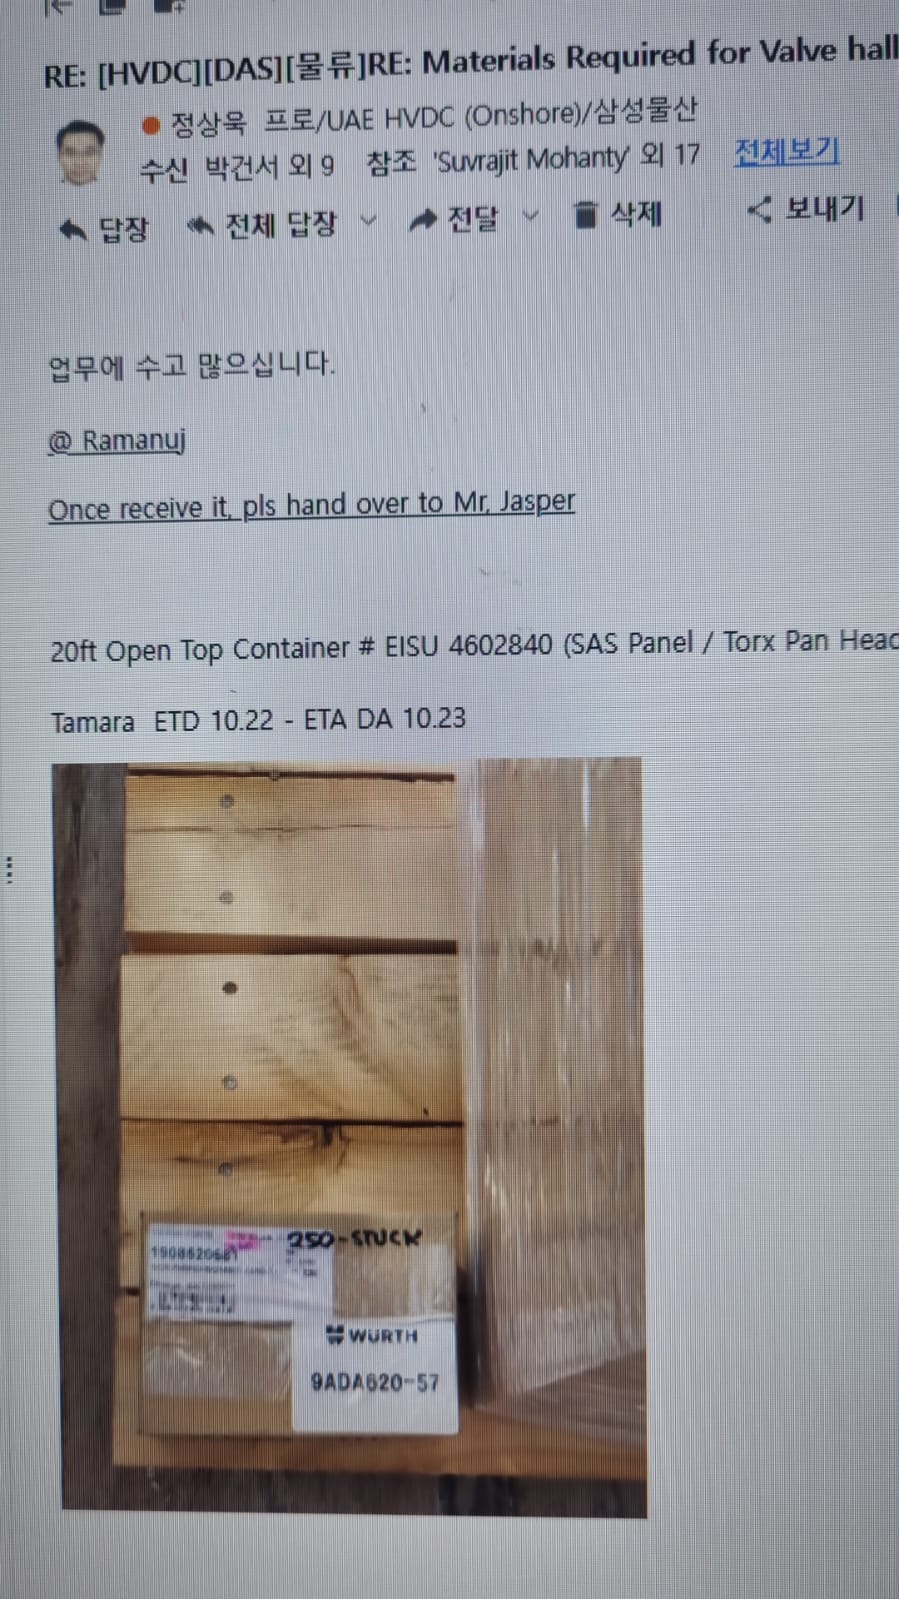 RE: [HVDC][DAS][물류]RE: Materials Required for Valve hall
정상욱 프로/UAE HVDC (Onshore)/삼성물산
수신 박건서 외 9 참조 'Suvrajit Mohanty' 외 17 전체보기
답장 전체 답장 전달 삭제 보내기
업무에 수고 많으십니다.
@ Ramanuj
Once receive it, pls hand over to Mr, Jasper
20ft Open Top Container # EISU 4602840 (SAS Panel / Torx Pan Head
Tamara ETD 10.22 - ETA DA 10.23
250-STUCK
WÜRTH
9ADA620-57